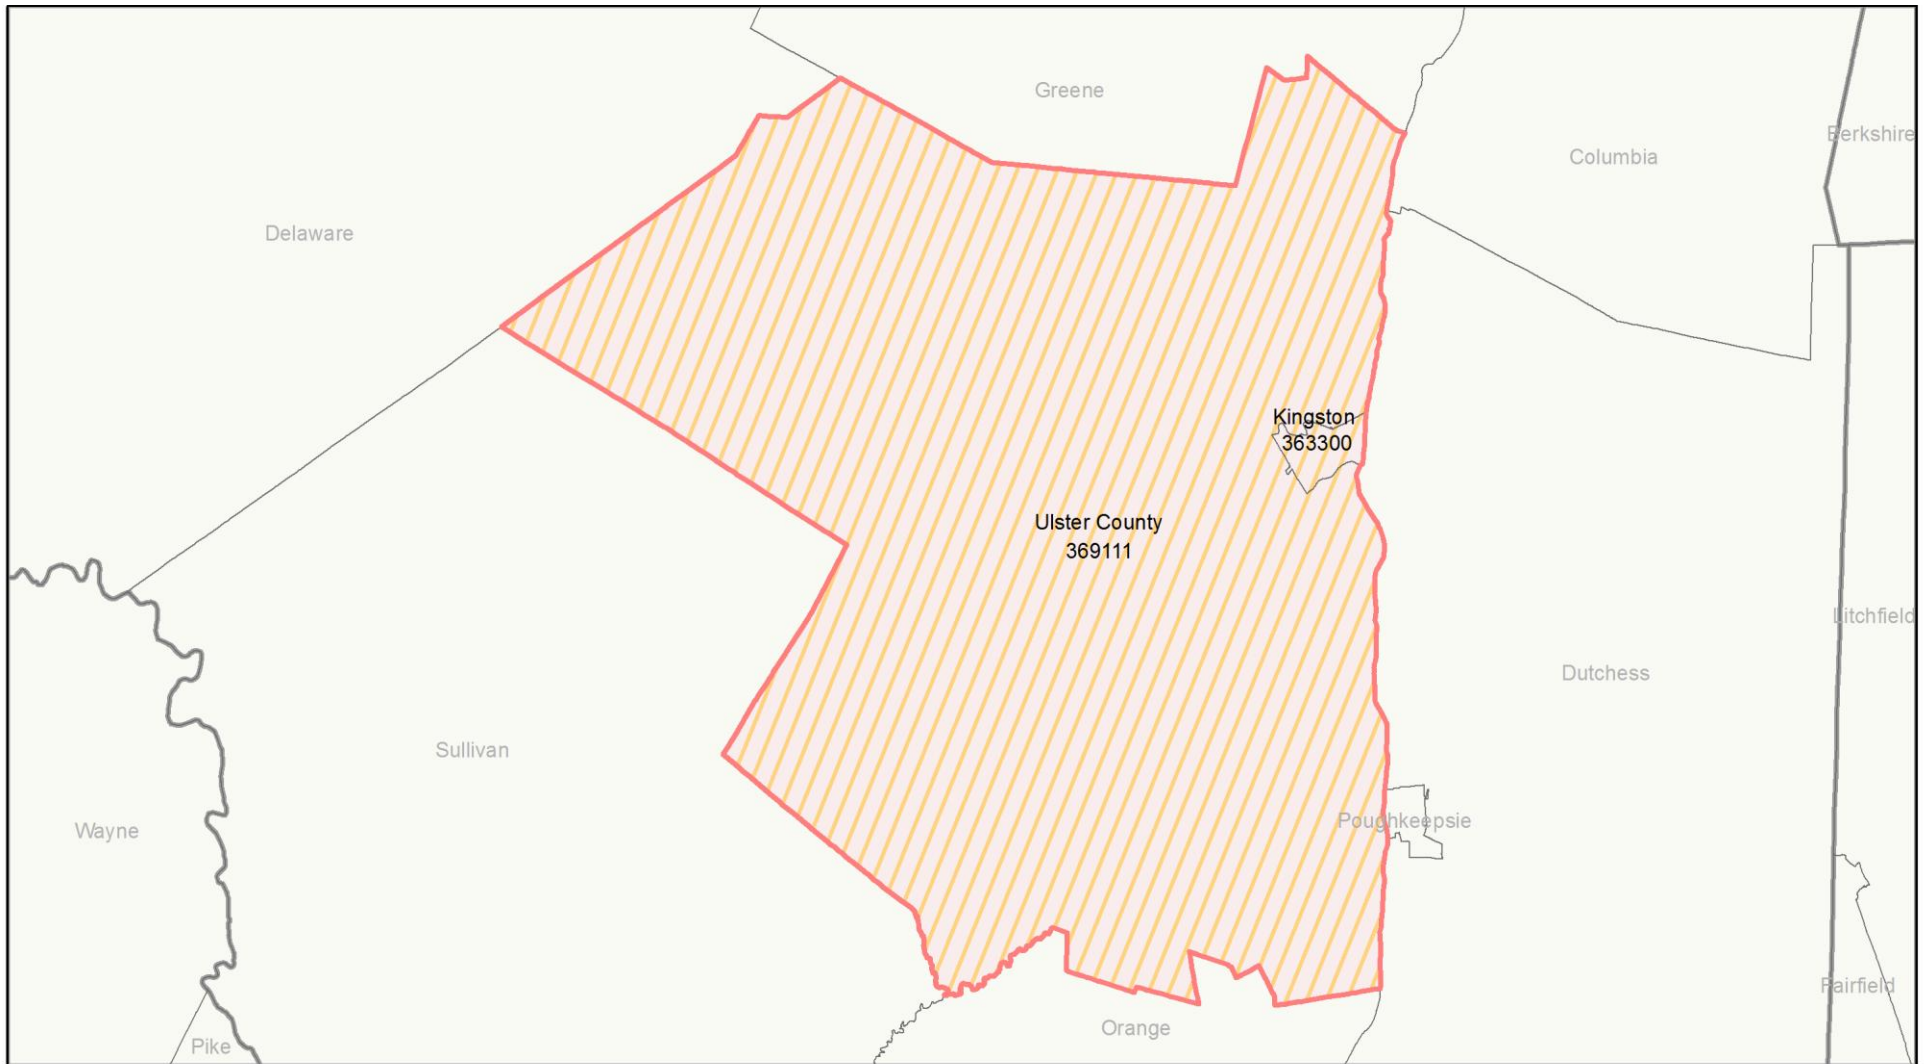 Greene
Berkshire
Columbia
Delaware
Kingston
363300
Ulster County
369111
Litchfield
Dutchess
Sullivan
Poughkeepsie
Wayne
Fairfield
Orange
Pike